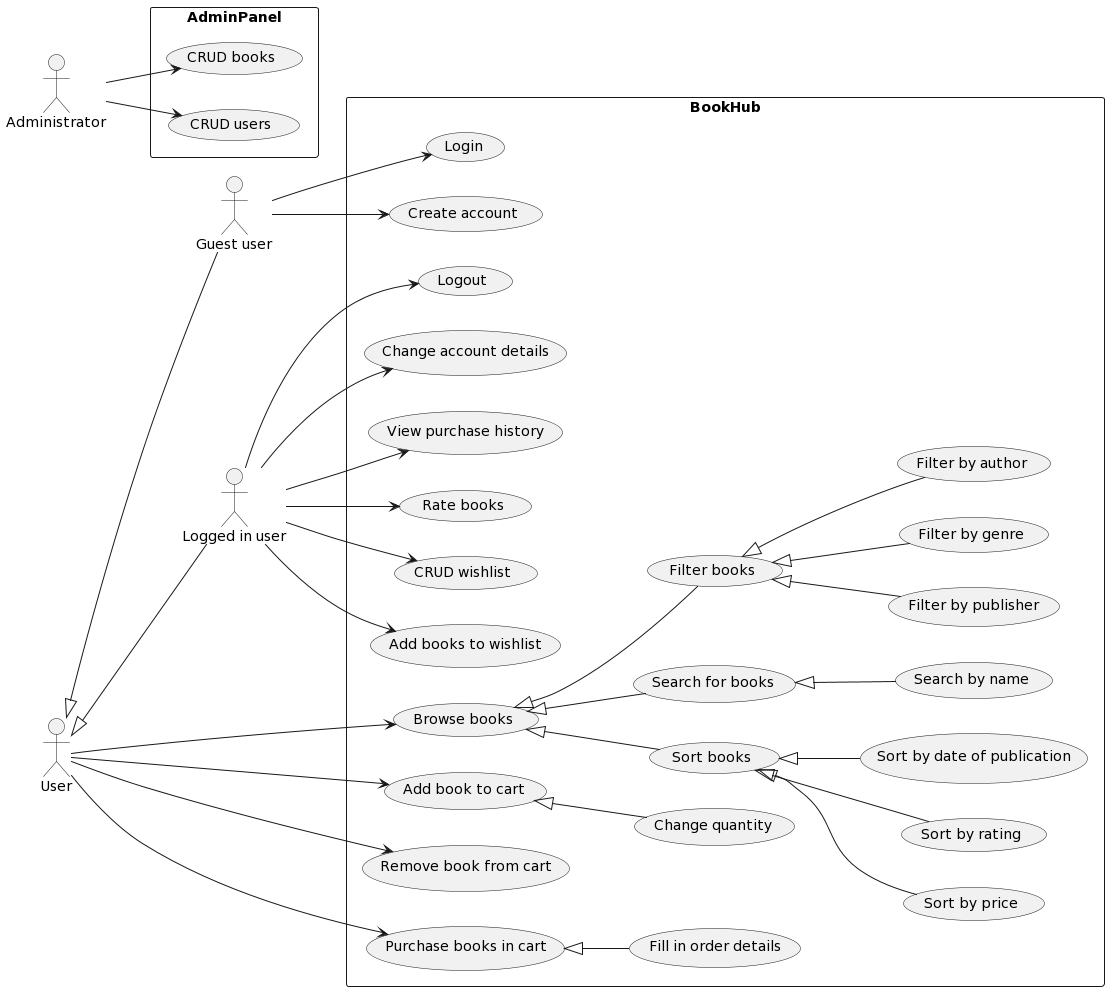 AdminPanel
CRUD books
Administrator
CRUD users
BookHub
Login
Guest user
Create account
Logout
Change account details
View purchase history
Logged in user
Rate books
CRUD wishlist
Add books to wishlist
Filter by author
Filter by genre
Filter books
Filter by publisher
Search for books
Search by name
User
Browse books
Sort books
Sort by date of publication
Add book to cart
Change quantity
Sort by rating
Remove book from cart
Sort by price
Purchase books in cart
Fill in order details